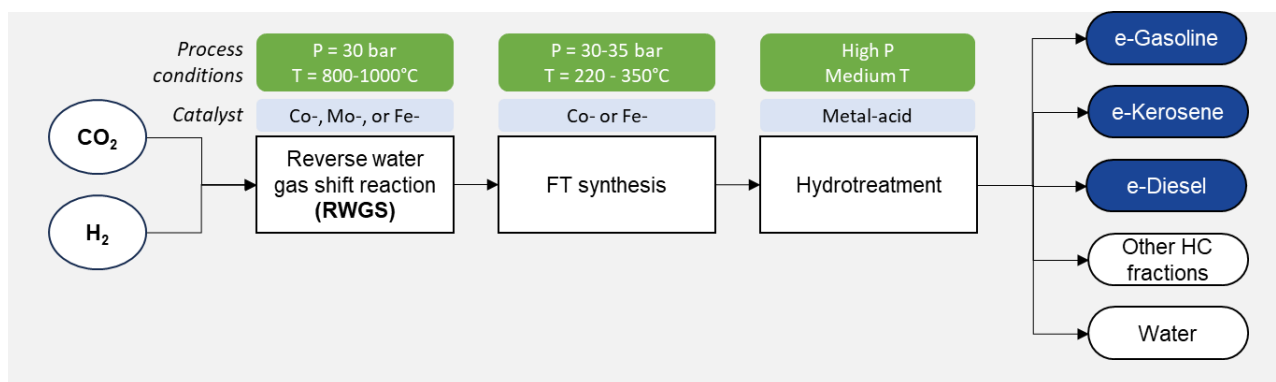 Process
conditions
P = 30 bar
T = 800-1000°C
P = 30-35 bar
T = 220 - 350°C
High P
Medium T
Catalyst
Co-, Mo-, or Fe-
Co- or Fe-
Metal-acid
CO₂
H₂
Reverse water
gas shift reaction
(RWGS)
FT synthesis
Hydrotreatment
e-Gasoline
e-Kerosene
e-Diesel
Other HC
fractions
Water